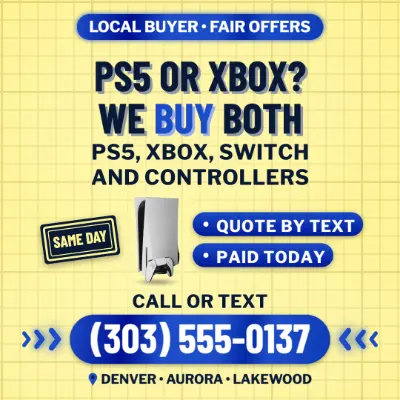 LOCAL BUYER • FAIR OFFERS
PS5 OR XBOX?
WE BUY BOTH
PS5, XBOX, SWITCH
AND CONTROLLERS
SAME DAY
• QUOTE BY TEXT
• PAID TODAY
CALL OR TEXT
(303) 555-0137
DENVER • AURORA • LAKEWOOD